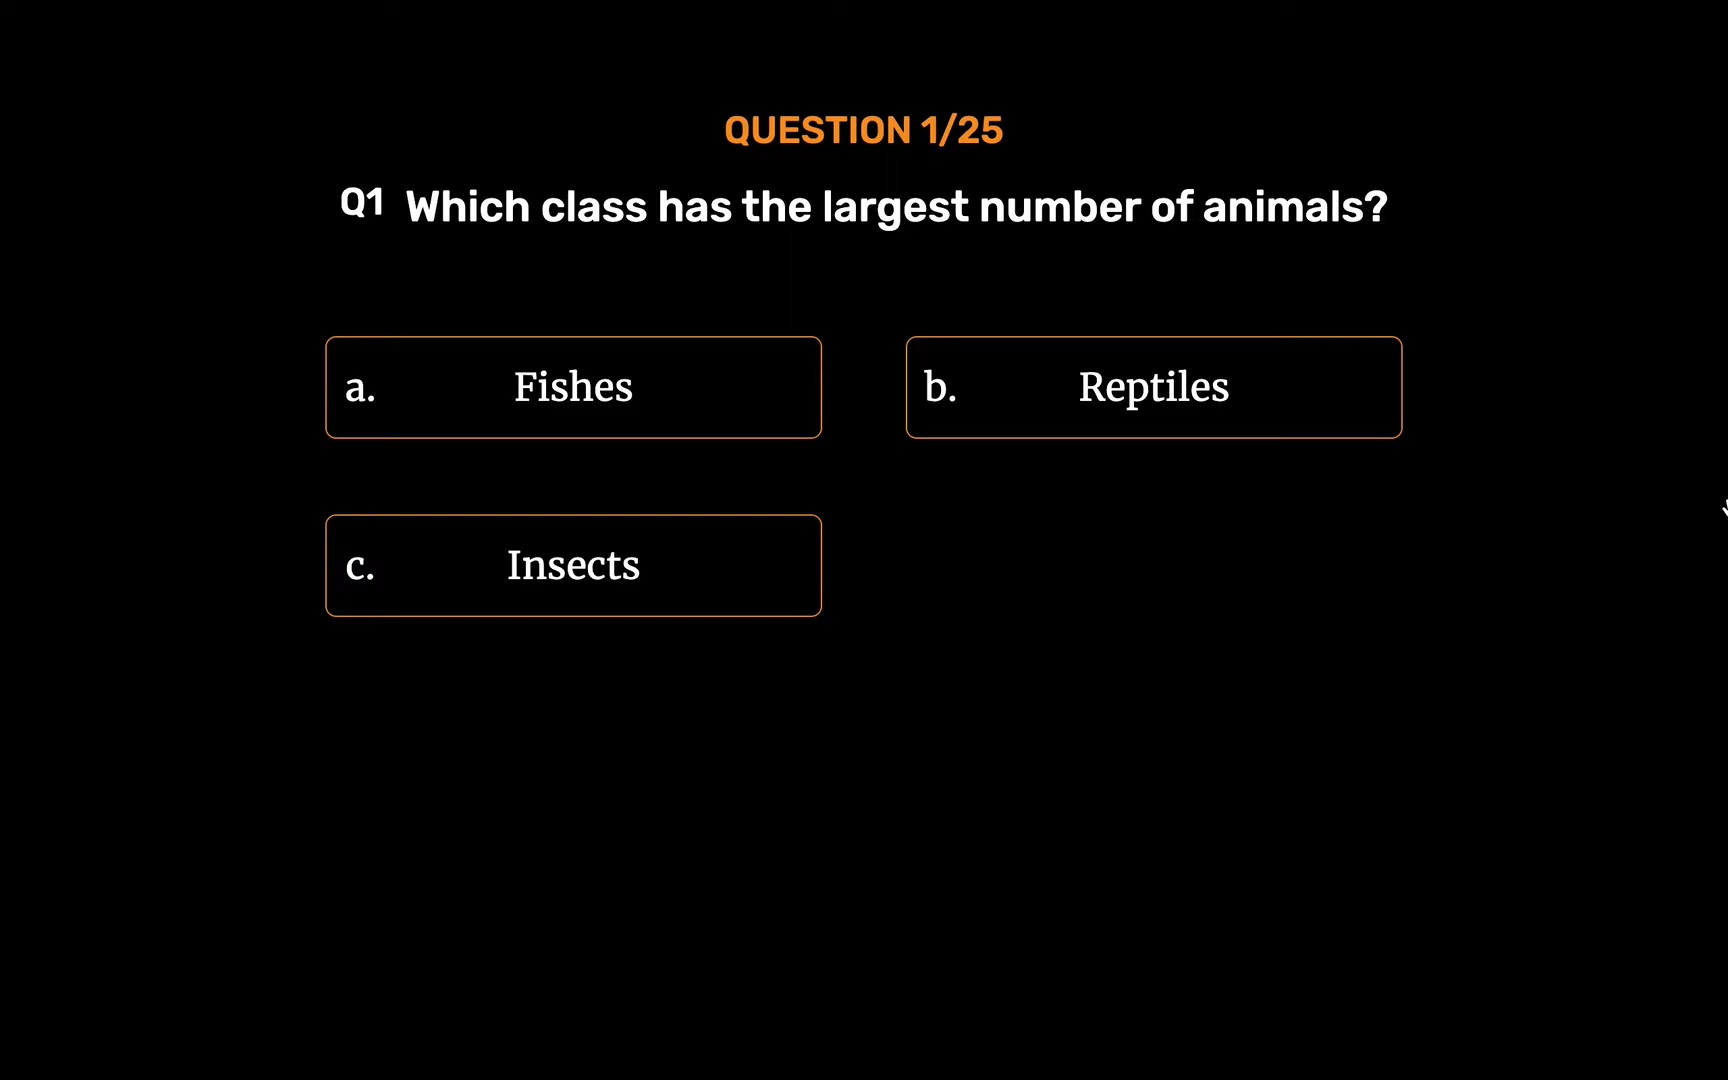 QUESTION 1/25
Q1 Which class has the largest number of animals?
a. Fishes
b. Reptiles
c. Insects